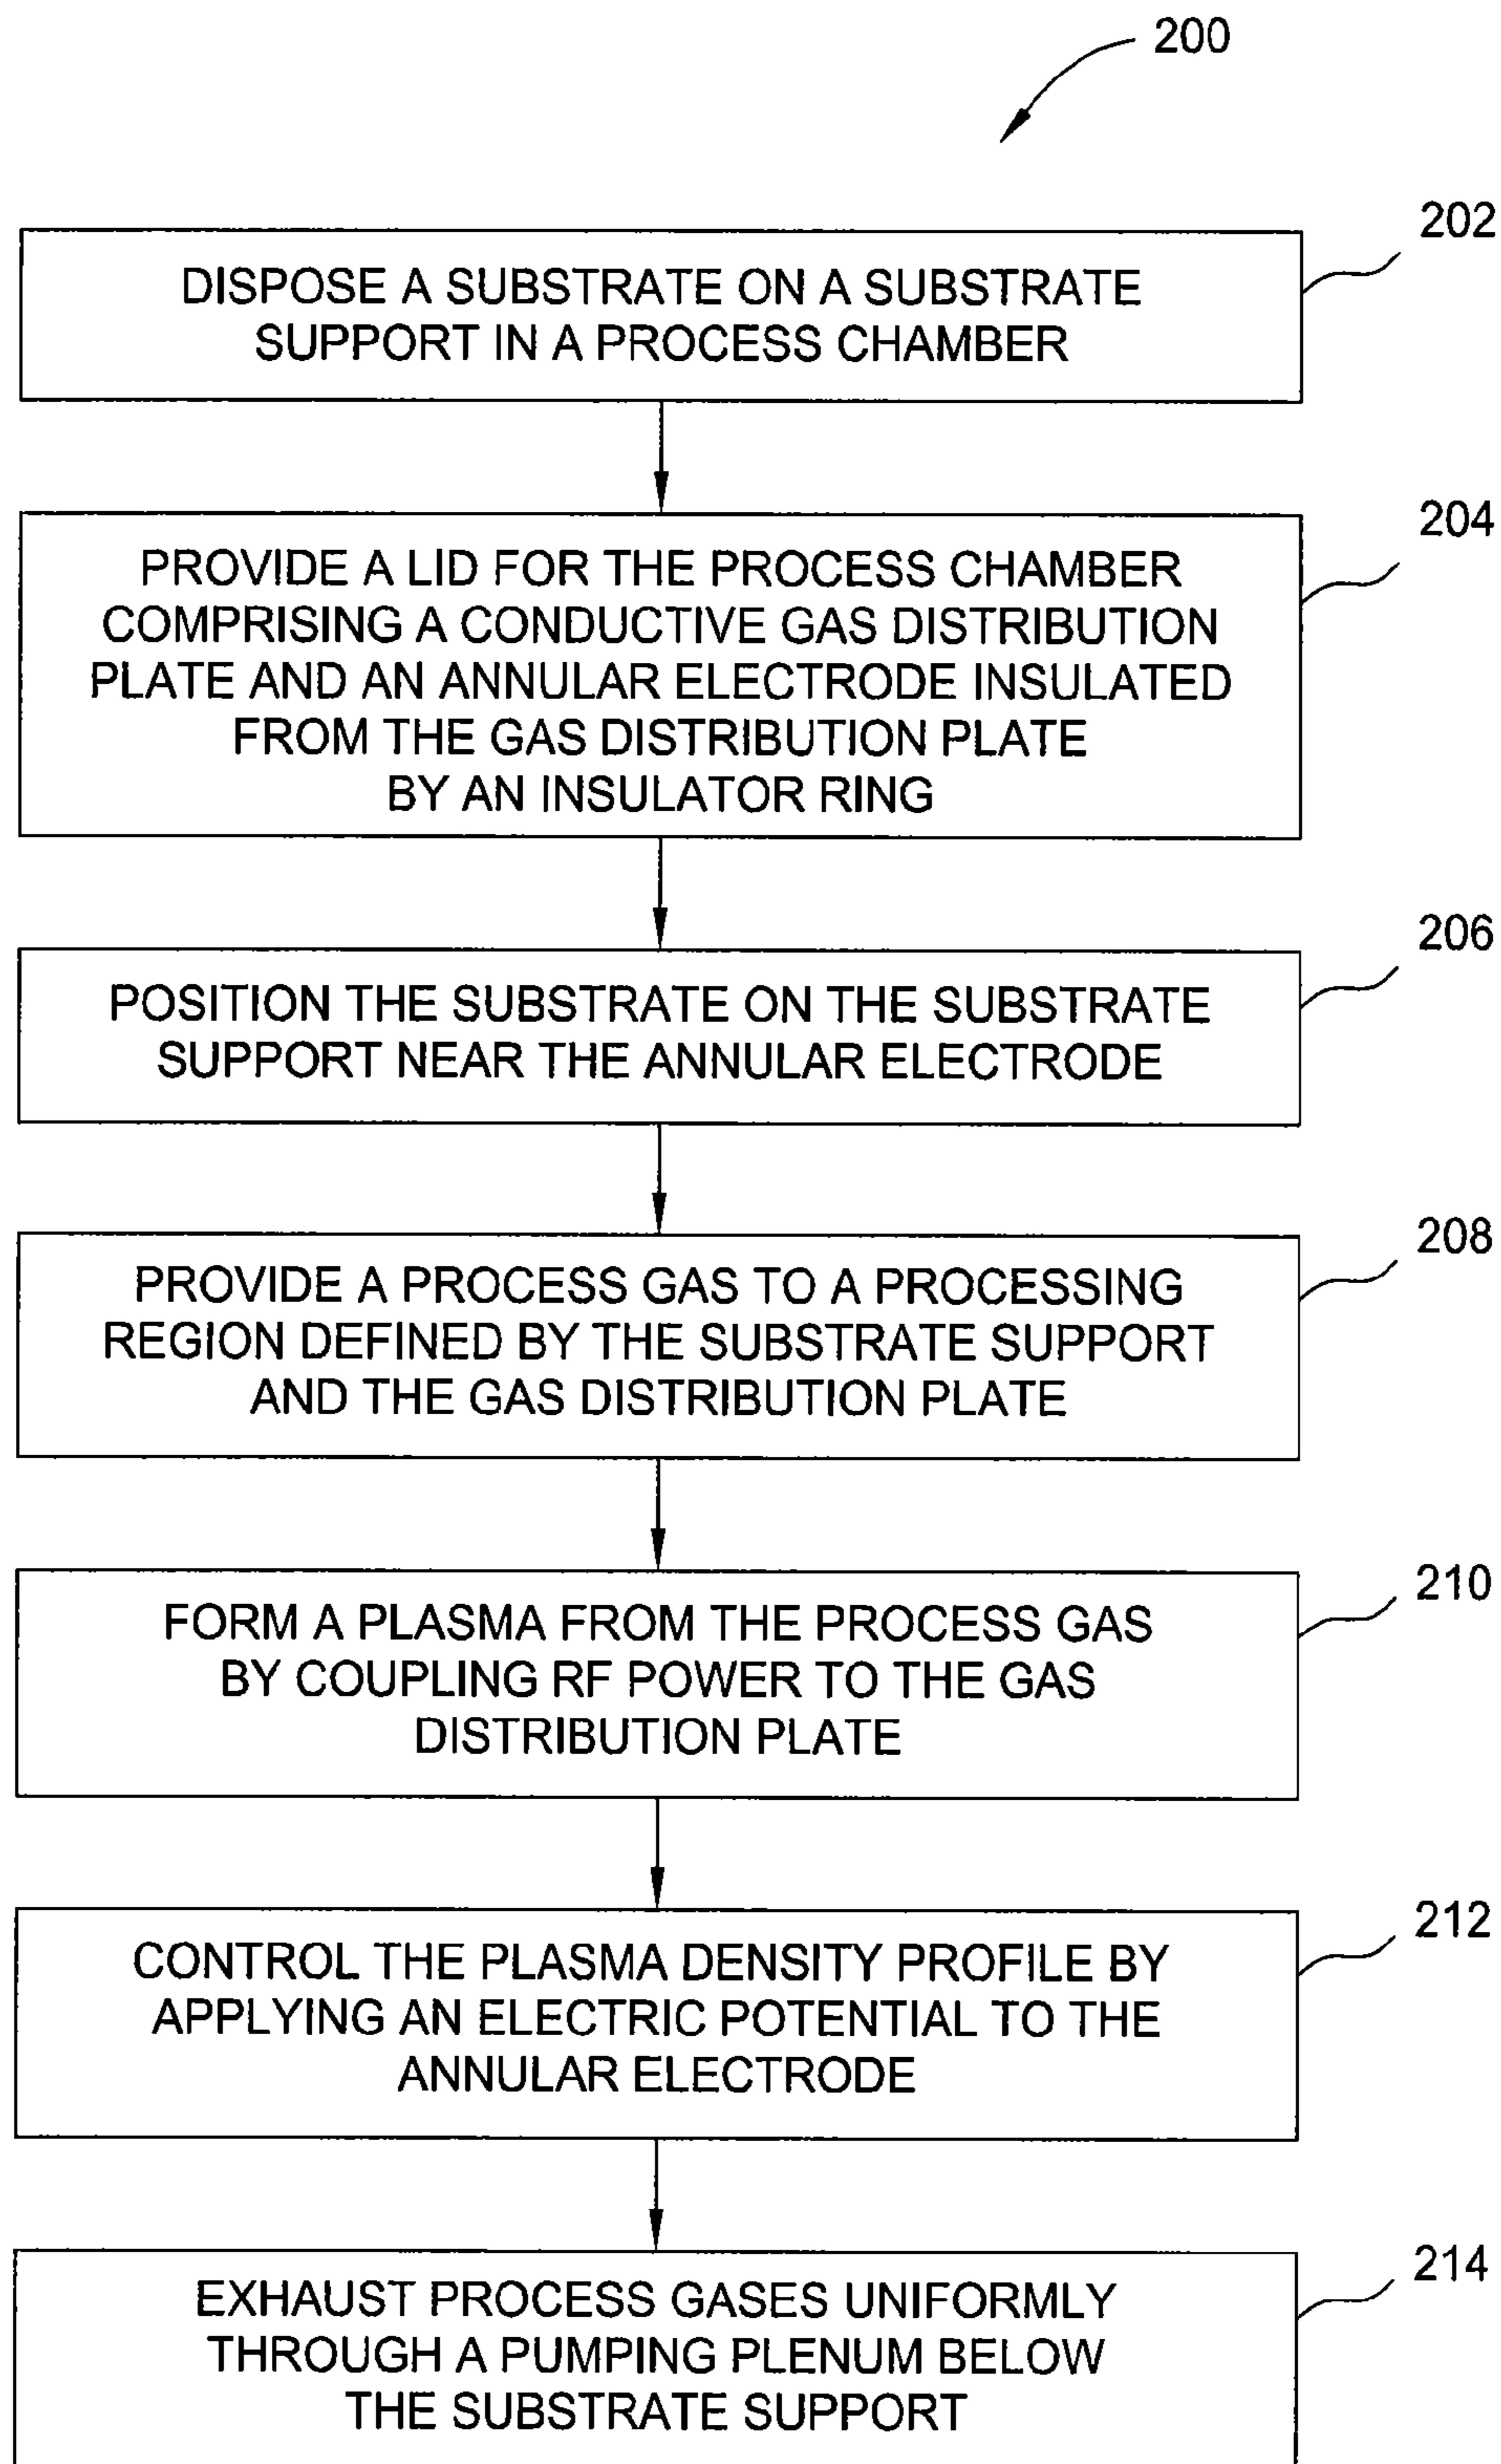 200
202
DISPOSE A SUBSTRATE ON A SUBSTRATE
SUPPORT IN A PROCESS CHAMBER
204
PROVIDE A LID FOR THE PROCESS CHAMBER
COMPRISING A CONDUCTIVE GAS DISTRIBUTION
PLATE AND AN ANNULAR ELECTRODE INSULATED
FROM THE GAS DISTRIBUTION PLATE
BY AN INSULATOR RING
206
POSITION THE SUBSTRATE ON THE SUBSTRATE
SUPPORT NEAR THE ANNULAR ELECTRODE
208
PROVIDE A PROCESS GAS TO A PROCESSING
REGION DEFINED BY THE SUBSTRATE SUPPORT
AND THE GAS DISTRIBUTION PLATE
210
FORM A PLASMA FROM THE PROCESS GAS
BY COUPLING RF POWER TO THE GAS
DISTRIBUTION PLATE
212
CONTROL THE PLASMA DENSITY PROFILE BY
APPLYING AN ELECTRIC POTENTIAL TO THE
ANNULAR ELECTRODE
214
EXHAUST PROCESS GASES UNIFORMLY
THROUGH A PUMPING PLENUM BELOW
THE SUBSTRATE SUPPORT